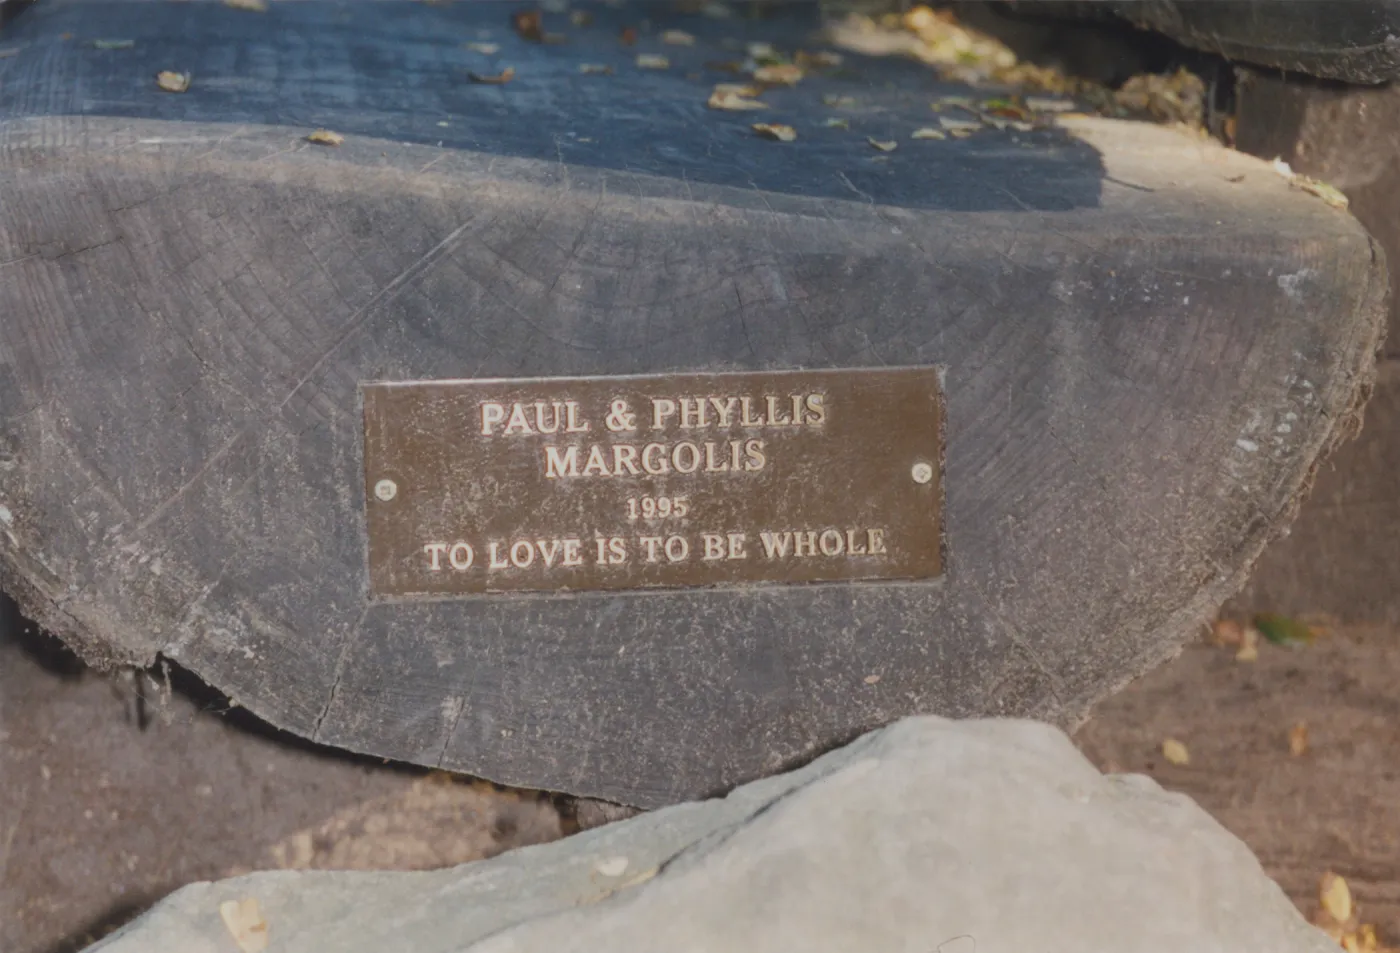 PAUL & PHYLLIS
MARGOLIS
1995
TO LOVE IS TO BE WHOLE